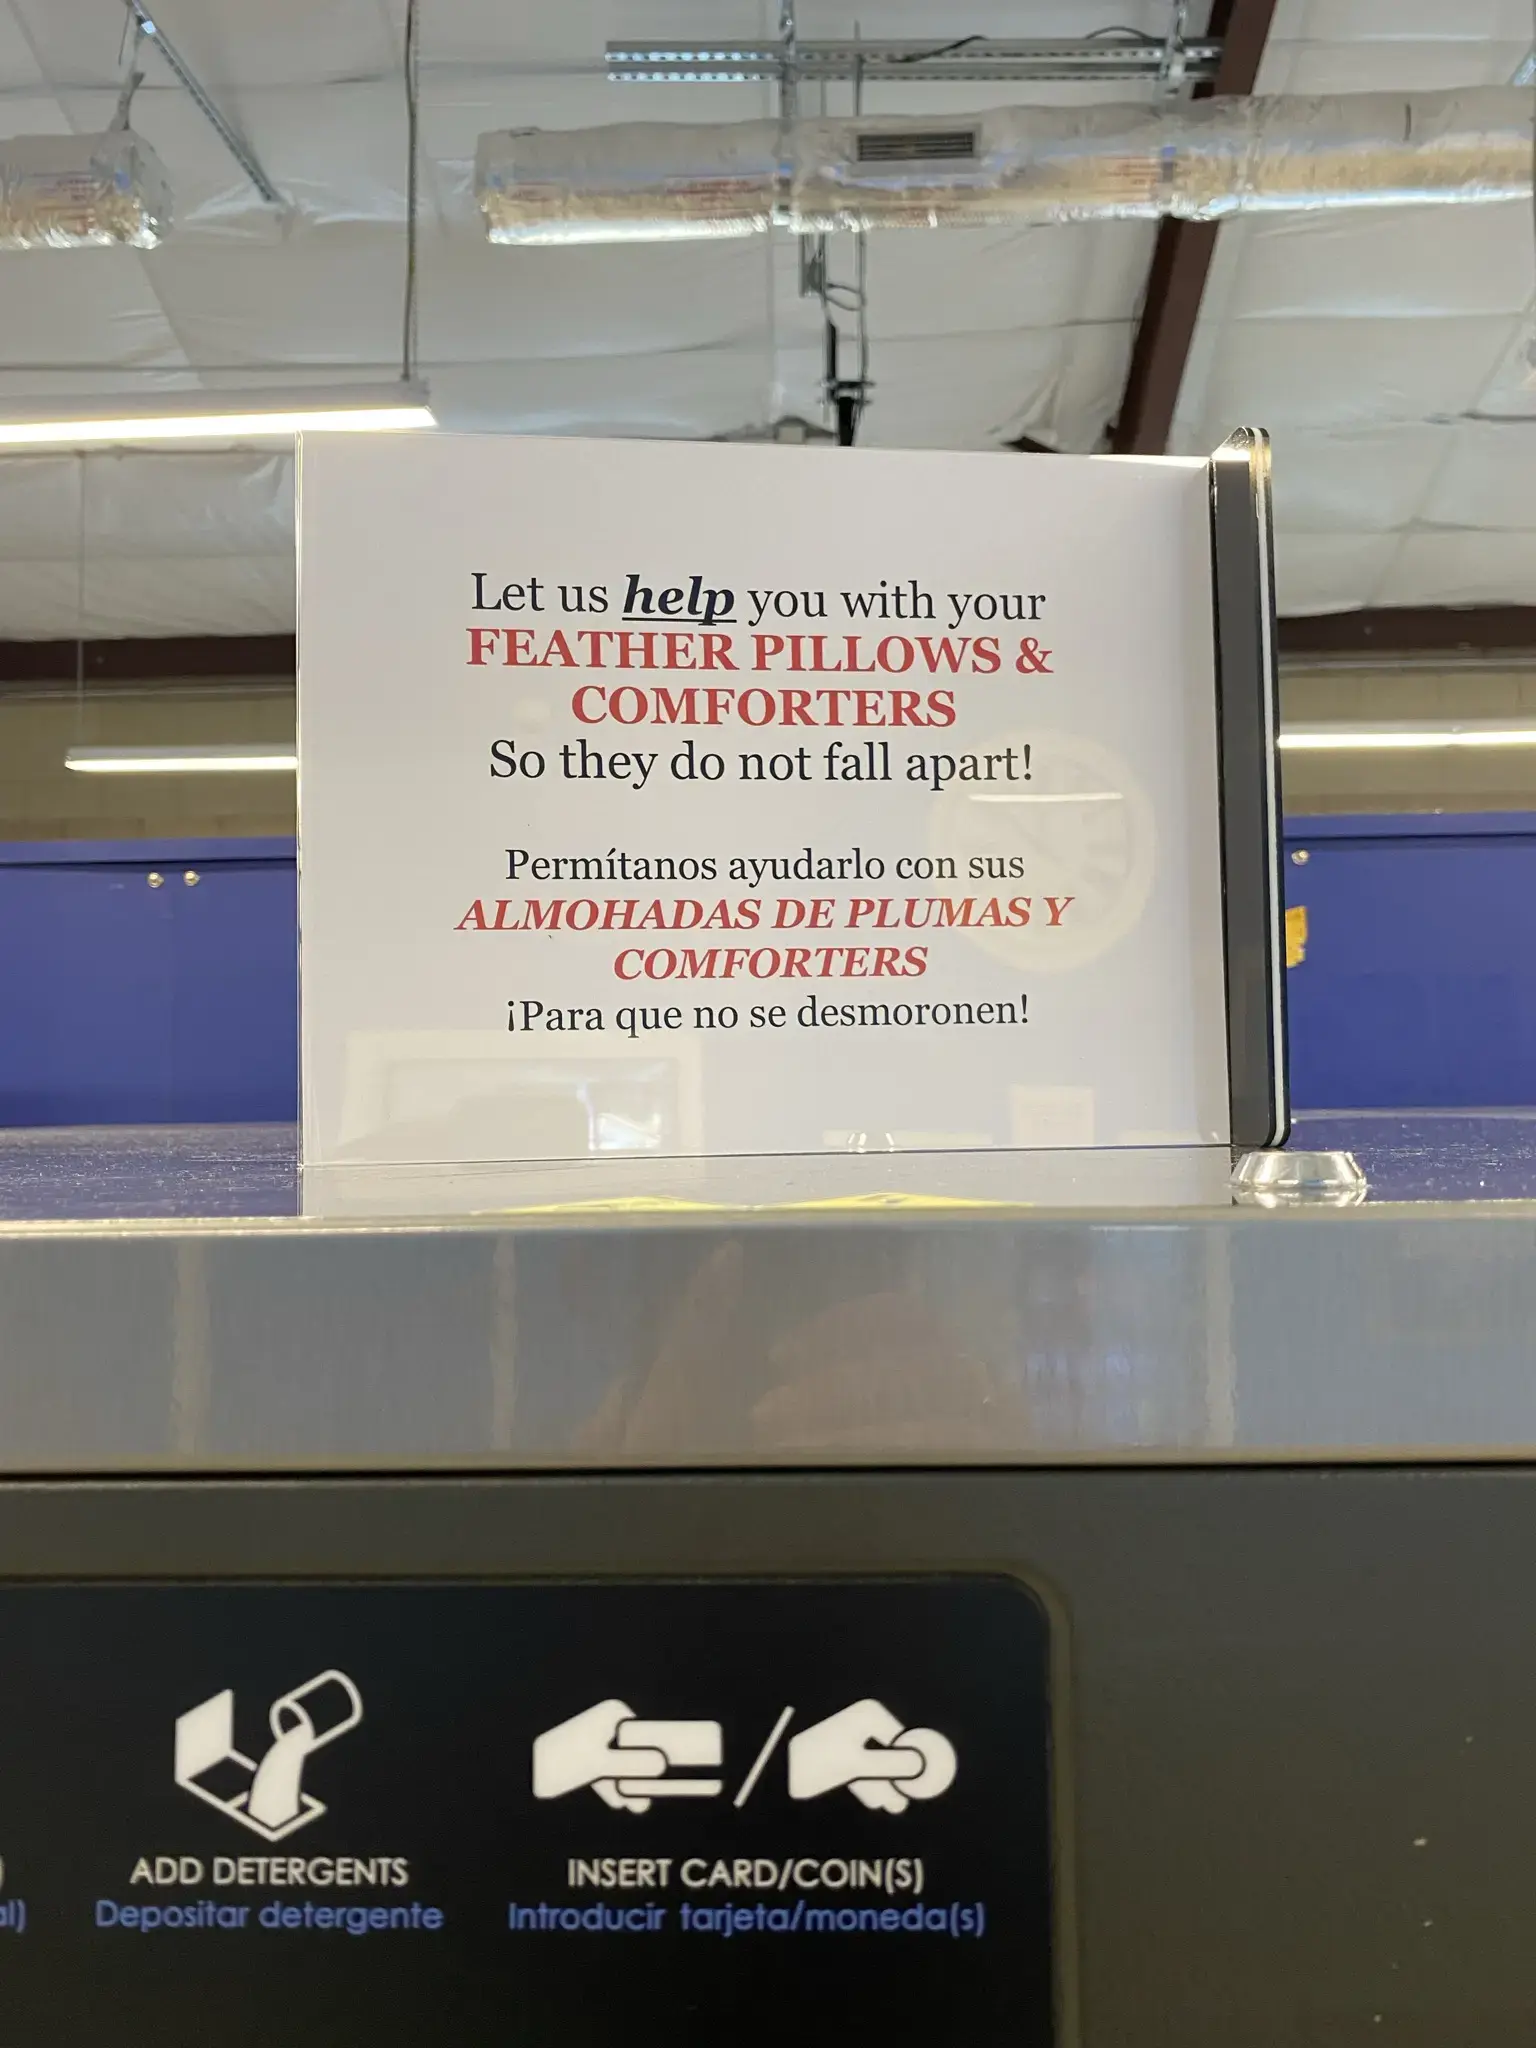 Let us help you with your
FEATHER PILLOWS &
COMFORTERS
So they do not fall apart!
Permítanos ayudarlo con sus
ALMOHADAS DE PLUMAS Y
COMFORTERS
¡Para que no se desmoronen!
ADD DETERGENTS
Depositar detergente
INSERT CARD/COIN(S)
Introducir tarjeta/moneda(s)